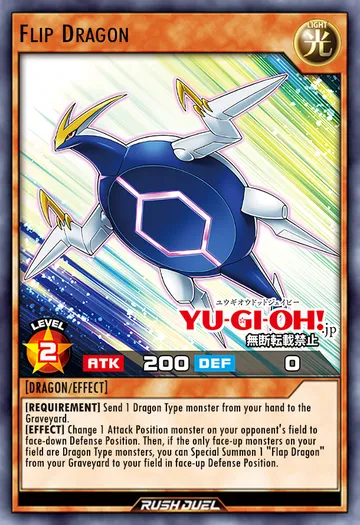 Flip Dragon
LIGHT
光
ユウギオウドットジェイピー
YU-GI-OH!
.jp
無断転載禁止
LEVEL
2
ATK 200 DEF 0
[DRAGON/EFFECT]
[REQUIREMENT] Send 1 Dragon Type monster from your hand to the
Graveyard.
[EFFECT] Change 1 Attack Position monster on your opponent's field to
face-down Defense Position. Then, if the only face-up monsters on your
field are Dragon Type monsters, you can Special Summon 1 "Flap Dragon"
from your Graveyard to your field in face-up Defense Position.
RUSH DUEL